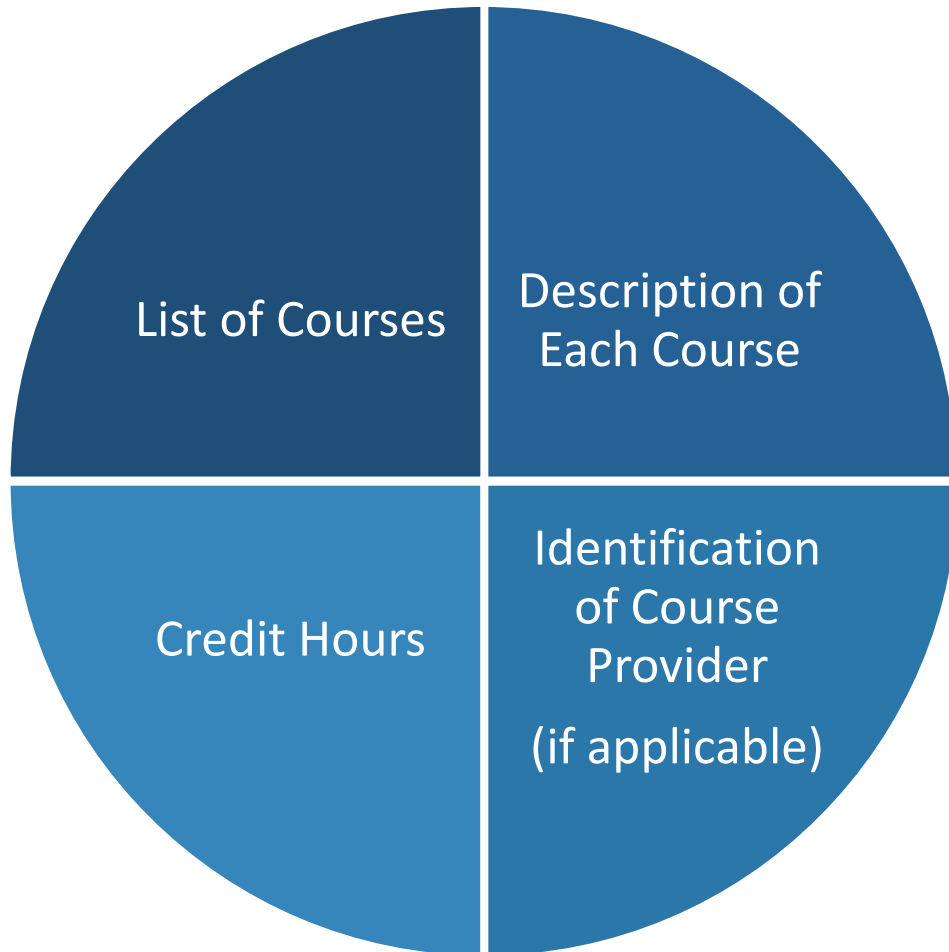 List of Courses
Description of
Each Course
Credit Hours
Identification
of Course
Provider
(if applicable)